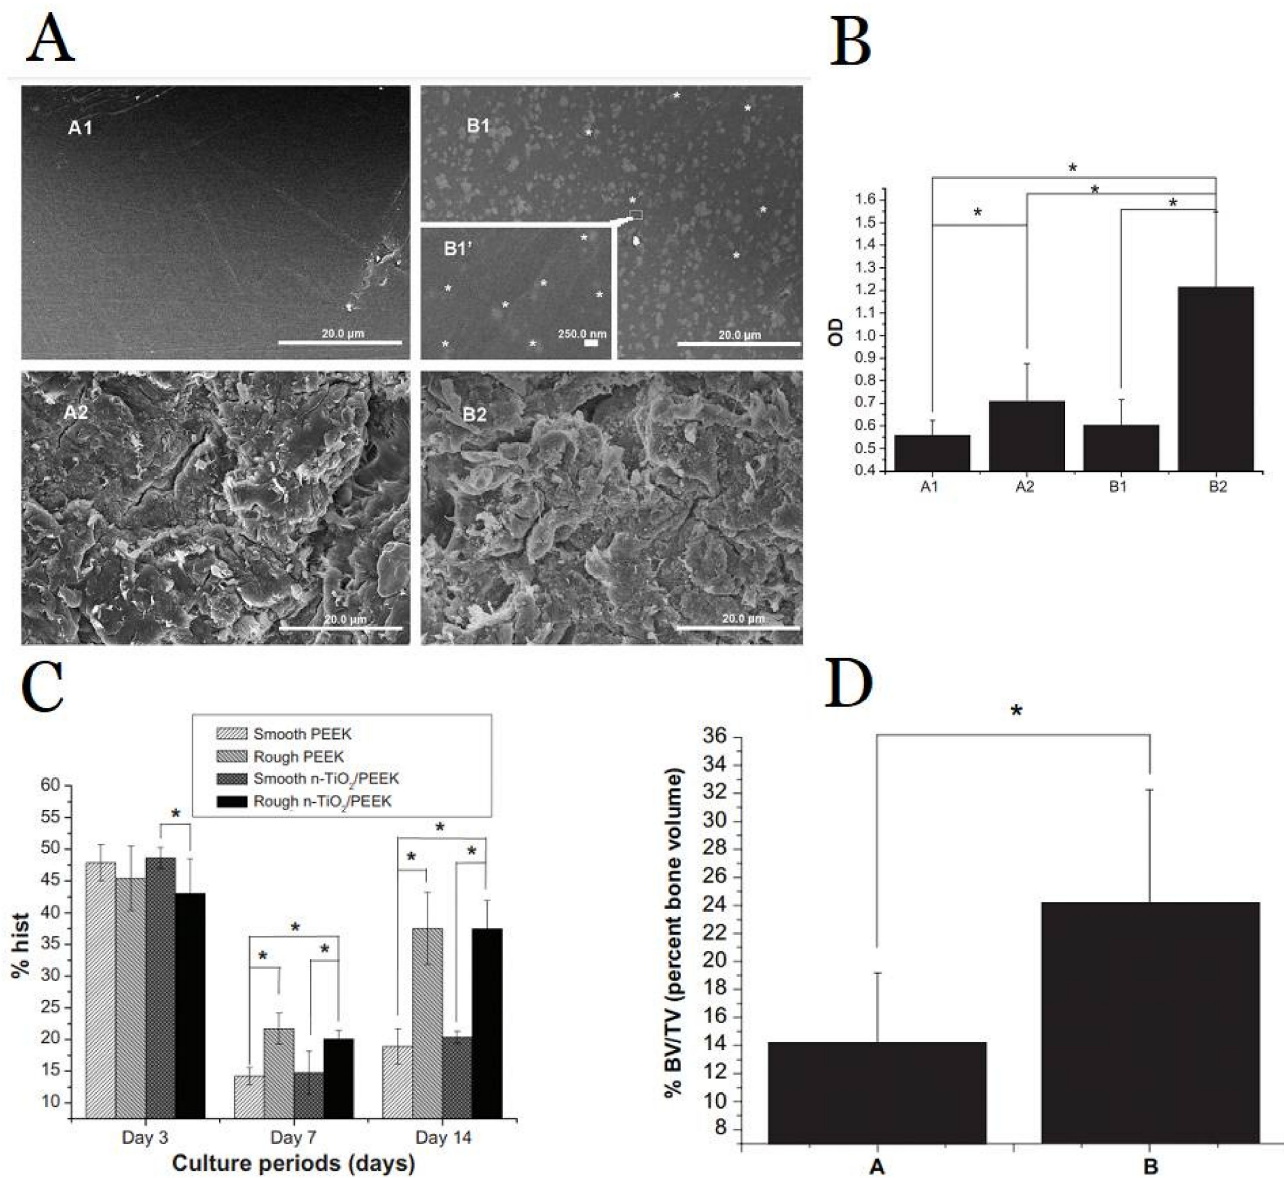 A
A1
20.0 µm
B1
B1'
250.0 nm
20.0 µm
A2
20.0 µm
B2
20.0 µm
B
*
*
*
*
OD
1.6
1.5
1.4
1.3
1.2
1.1
1.0
0.9
0.8
0.7
0.6
0.5
0.4
A1 A2 B1 B2
C
Smooth PEEK
Rough PEEK
Smooth n-TiO₂/PEEK
Rough n-TiO₂/PEEK
% hist
60
55
50
45
40
35
30
25
20
15
10
*
*
*
*
*
*
*
Day 3 Day 7 Day 14
Culture periods (days)
D
*
% BV/TV (percent bone volume)
36
34
32
28
26
24
22
20
18
16
14
12
10
8
A B